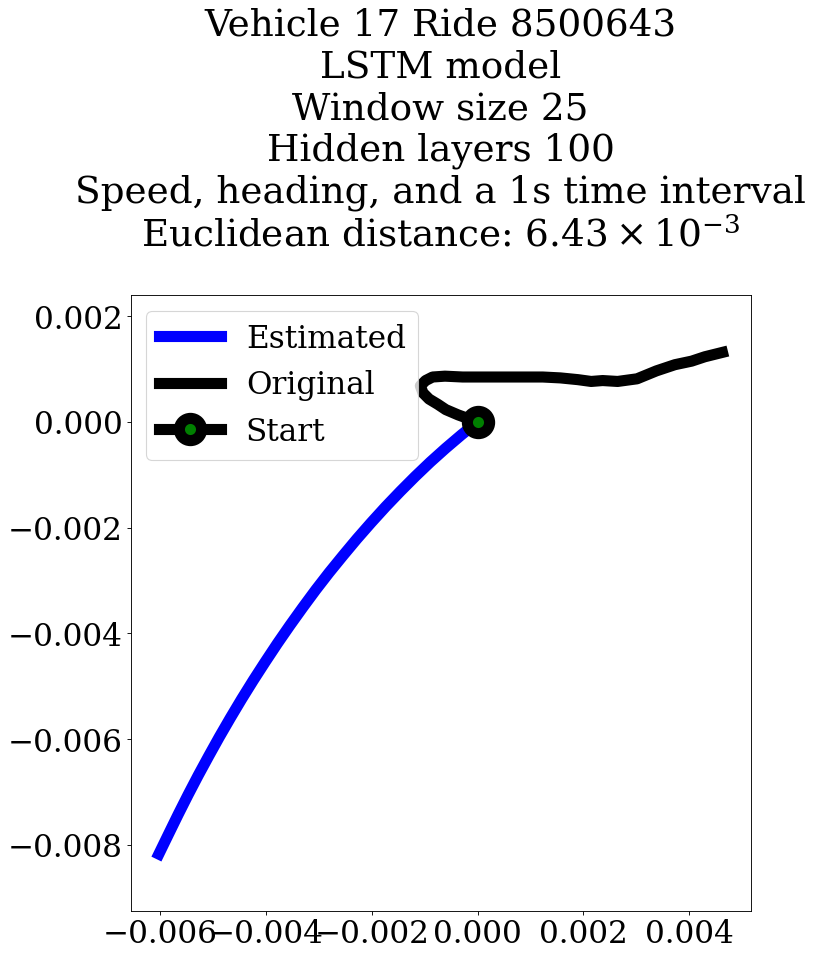 Vehicle 17 Ride 8500643
LSTM model
Window size 25
Hidden layers 100
Speed, heading, and a 1s time interval
Euclidean distance: 6.43 × 10⁻³
Estimated
Original
Start
0.002
0.000
−0.002
−0.004
−0.006
−0.008
−0.006 −0.004 −0.002 0.000 0.002 0.004